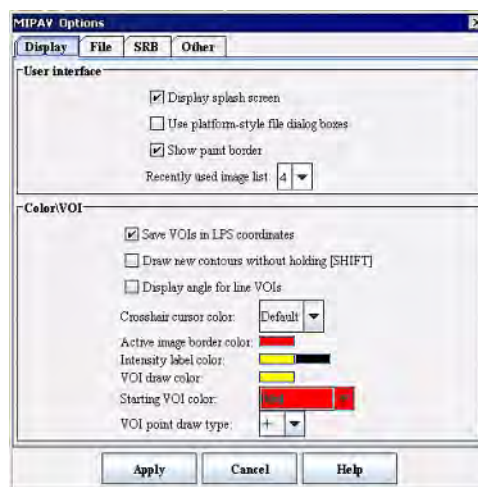 MIPAV Options
Display File SRB Other
User interface
Display splash screen
Use platform-style file dialog boxes
Show paint border
Recently used image list 4
Color\VOI
Save VOIs in LPS coordinates
Draw new contours without holding [SHIFT]
Display angle for line VOIs
Crosshair cursor color: Default
Active image border color:
Intensity label color:
VOI draw color:
Starting VOI color:
VOI point draw type: +
Apply Cancel Help